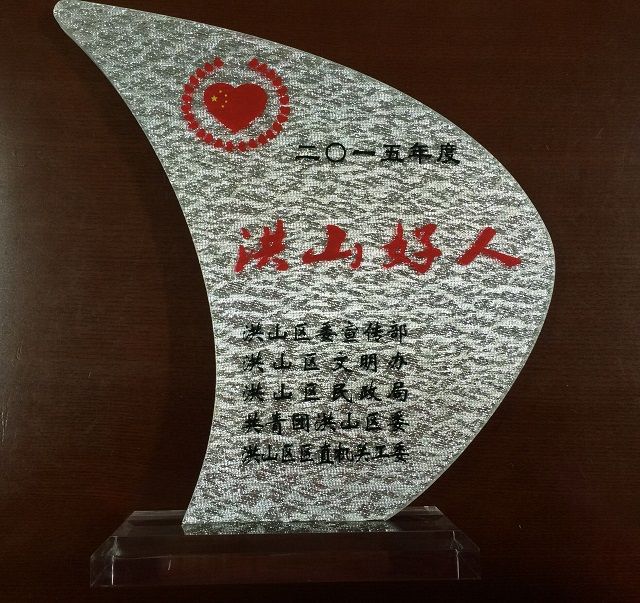 二〇一五年度
洪山好人
洪山区委宣传部
洪山区文明办
洪山区民政局
共青团洪山区委
洪山区区直机关工委